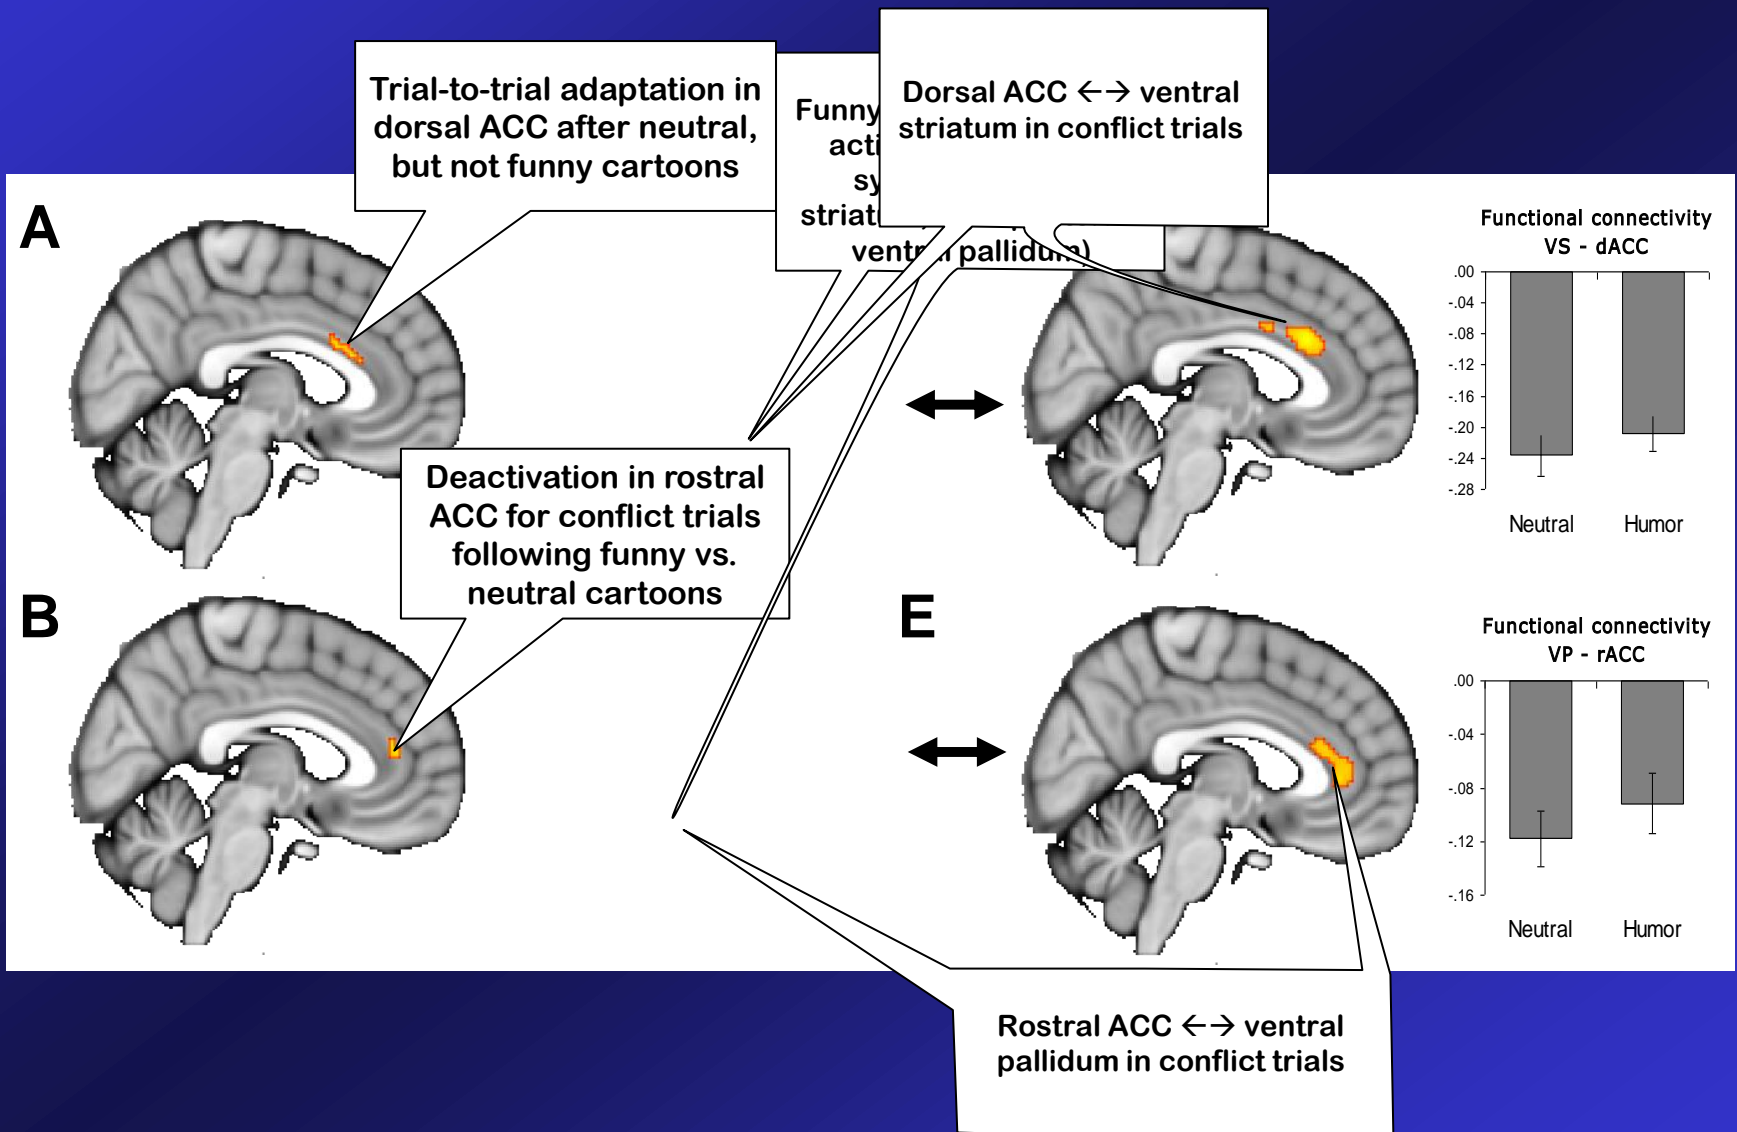 Trial-to-trial adaptation in
dorsal ACC after neutral,
but not funny cartoons
Funny
Dorsal ACC ←→ ventral
striatum in conflict trials
pallidum)
A
Functional connectivity
VS - dACC
.00
-.04
-.08
-.12
-.16
-.20
-.24
-.28
Neutral Humor
Deactivation in rostral
ACC for conflict trials
following funny vs.
neutral cartoons
B
E
Functional connectivity
VP - rACC
.00
-.04
-.08
-.12
-.16
Neutral Humor
Rostral ACC ←→ ventral
pallidum in conflict trials